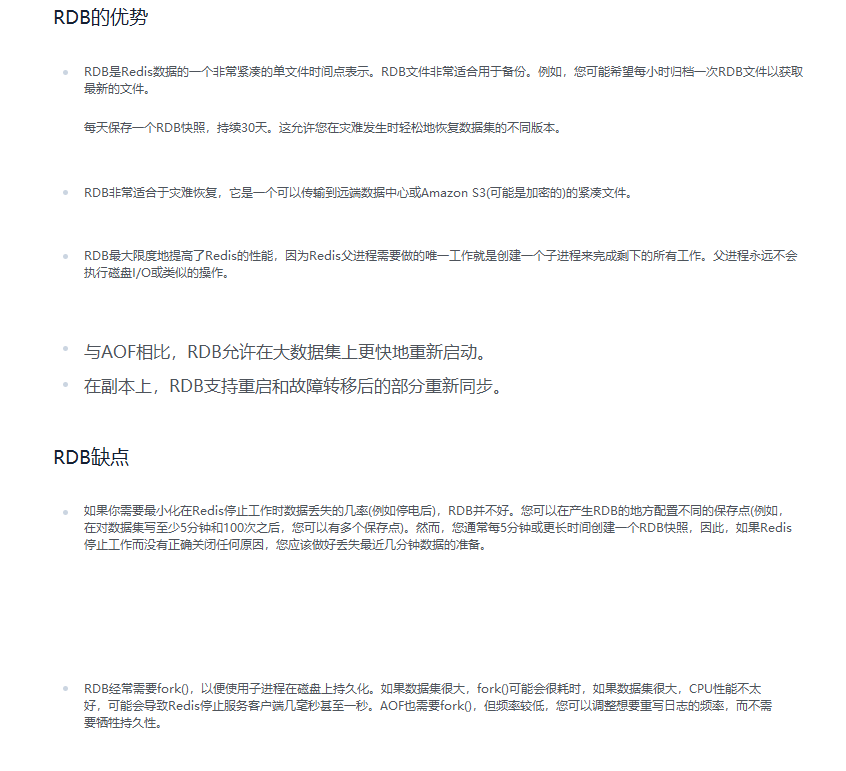 RDB的优势
RDB是Redis数据的一个非常紧凑的单文件时间点表示。RDB文件非常适合用于备份。例如，您可能希望每小时归档一次RDB文件以获取
最新的文件。
每天保存一个RDB快照，持续30天。这允许您在灾难发生时轻松地恢复数据集的不同版本。
RDB非常适合于灾难恢复，它是一个可以传输到远端数据中心或Amazon S3(可能是加密的)的紧凑文件。
RDB最大限度地提高了Redis的性能，因为Redis父进程需要做的唯一工作就是创建一个子进程来完成剩下的所有工作。父进程永远不会
执行磁盘I/O或类似的操作。
与AOF相比，RDB允许在大数据集上更快地重新启动。
在副本上，RDB支持重启和故障转移后的部分重新同步。
RDB缺点
如果你需要最小化在Redis停止工作时数据丢失的几率(例如停电后)，RDB并不好。您可以在产生RDB的地方配置不同的保存点(例如，
在对数据集写至少5分钟和100次之后，您可以有多个保存点)。然而，您通常每5分钟或更长时间创建一个RDB快照，因此，如果Redis
停止工作而没有正确关闭任何原因，您应该做好丢失最近几分钟数据的准备。
RDB经常需要fork()，以便使用子进程在磁盘上持久化。如果数据集很大，fork()可能会很耗时，如果数据集很大，CPU性能不太
好，可能会导致Redis停止服务客户端几毫秒甚至一秒。AOF也需要fork()，但频率较低，您可以调整想要重写日志的频率，而不需
要牺牲持久性。